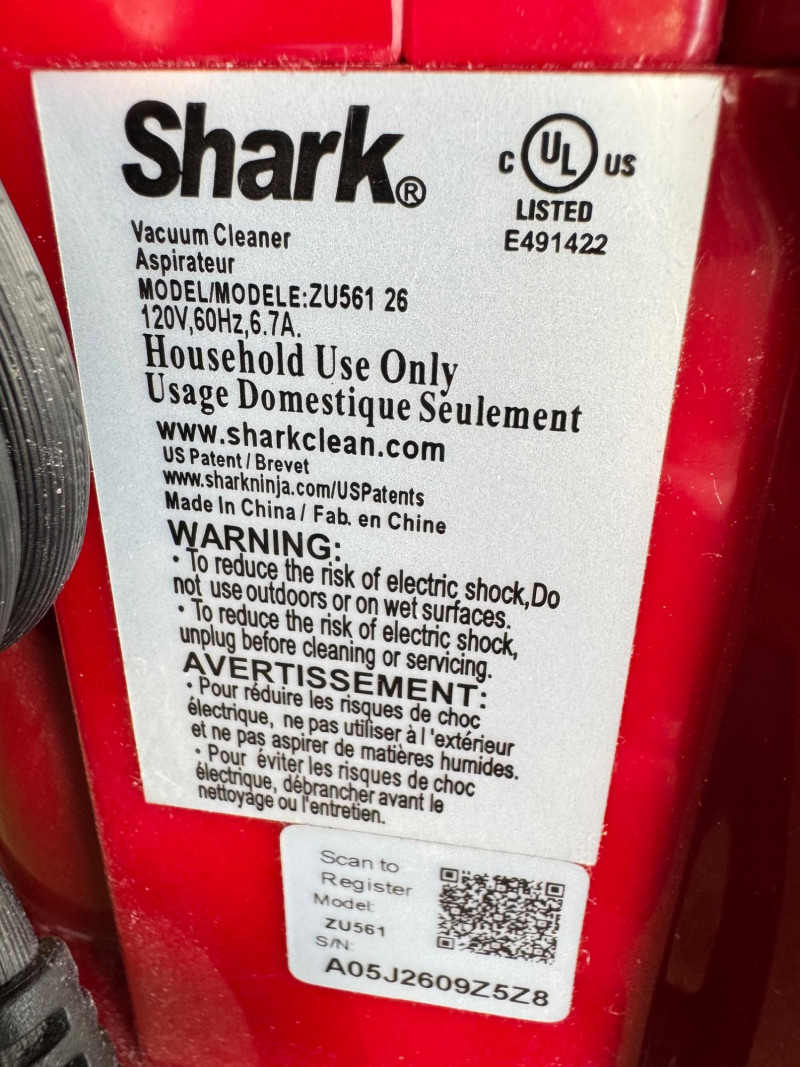 Shark®
C UL US
LISTED
E491422
Vacuum Cleaner
Aspirateur
MODEL/MODELE:ZU561 26
120V,60Hz,6.7A.
Household Use Only
Usage Domestique Seulement
www.sharkclean.com
US Patent / Brevet
www.sharkninja.com/USPatents
Made In China / Fab. en Chine
WARNING:
• To reduce the risk of electric shock,Do
not use outdoors or on wet surfaces.
• To reduce the risk of electric shock,
unplug before cleaning or servicing.
AVERTISSEMENT:
• Pour réduire les risques de choc
électrique, ne pas utiliser à l'extérieur
et ne pas aspirer de matières humides.
• Pour éviter les risques de choc
électrique, débrancher avant le
nettoyage ou l'entretien.
Scan to
Register
Model:
ZU561
S/N:
A05J2609Z5Z8